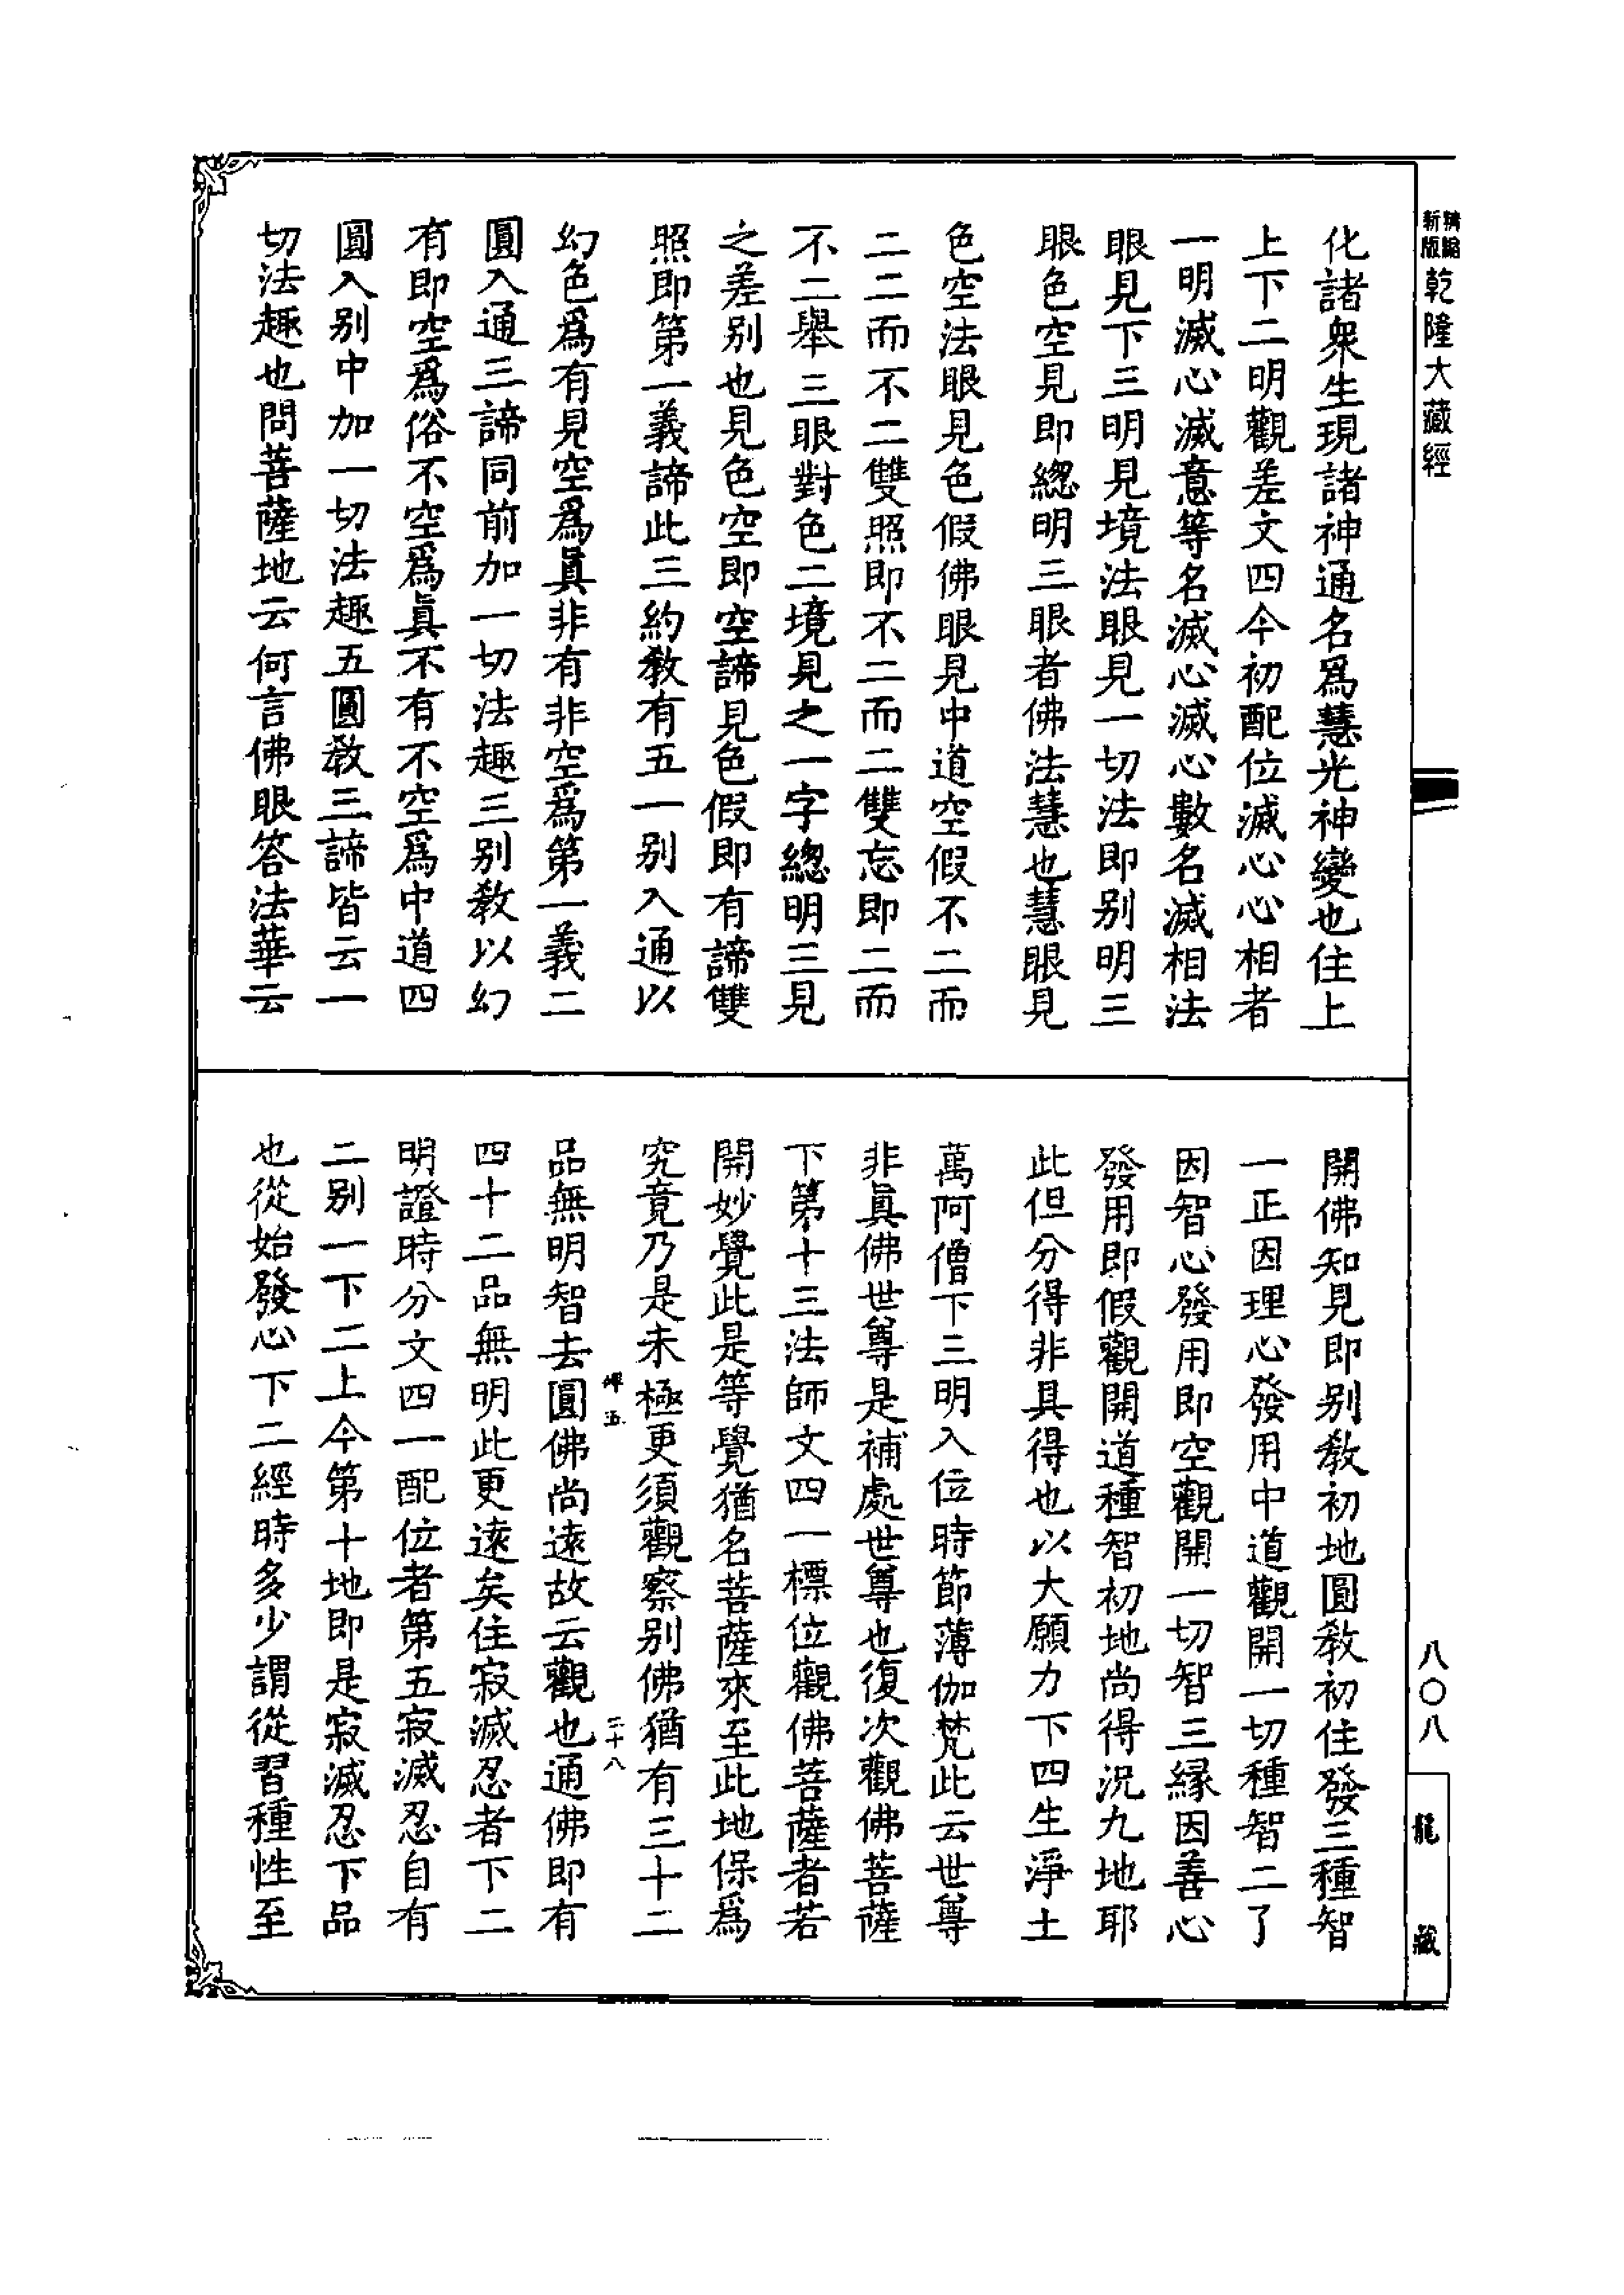 精縮
新版
乾隆大藏經
化諸衆生現諸神通名爲慧光神變也住上
上下二明觀差文四今初配位滅心心相者
一明滅心滅意等名滅心滅心數名滅相法
眼見下三明見境法眼見一切法即别明三
眼色空見即緫明三眼者佛法慧也慧眼見
色空法眼見色假佛眼見中道空假不二而
二二而不二雙照即不二而二雙忘即二而
不二舉三眼對色二境見之一字緫明三見
之差别也見色空即空諦見色假即有諦雙
照即第一義諦此三約教有五一别入通以
幻色爲有見空爲眞非有非空爲第一義二
圓入通三諦同前加一切法趣三别教以幻
有即空爲俗不空爲眞不有不空爲中道四
圓入别中加一切法趣五圓教三諦皆云一
切法趣也問菩薩地云何言佛眼答法華云
開佛知見即别教初地圓教初住發三種智
一正因理心發用中道觀開一切種智二了
因智心發用即空觀開一切智三縁因善心
發用即假觀開道種智初地尚得況九地耶
此但分得非具得也以大願力下四生淨土
萬阿僧下三明入位時節薄伽梵此云世尊
非眞佛世尊是補處世尊也復次觀佛菩薩
下第十三法師文四一標位觀佛菩薩者若
開妙覺此是等覺猶名菩薩來至此地保爲
究竟乃是未極更須觀察别佛猶有三十二
五
二十八
品無明智去圓佛尚遠故云觀也通佛即有
四十二品無明此更遠矣住寂滅忍者下二
明證時分文四一配位者第五寂滅忍自有
二别一下二上今第十地即是寂滅忍下品
也從始發心下二經時多少謂從習種性至
八〇八
龍藏